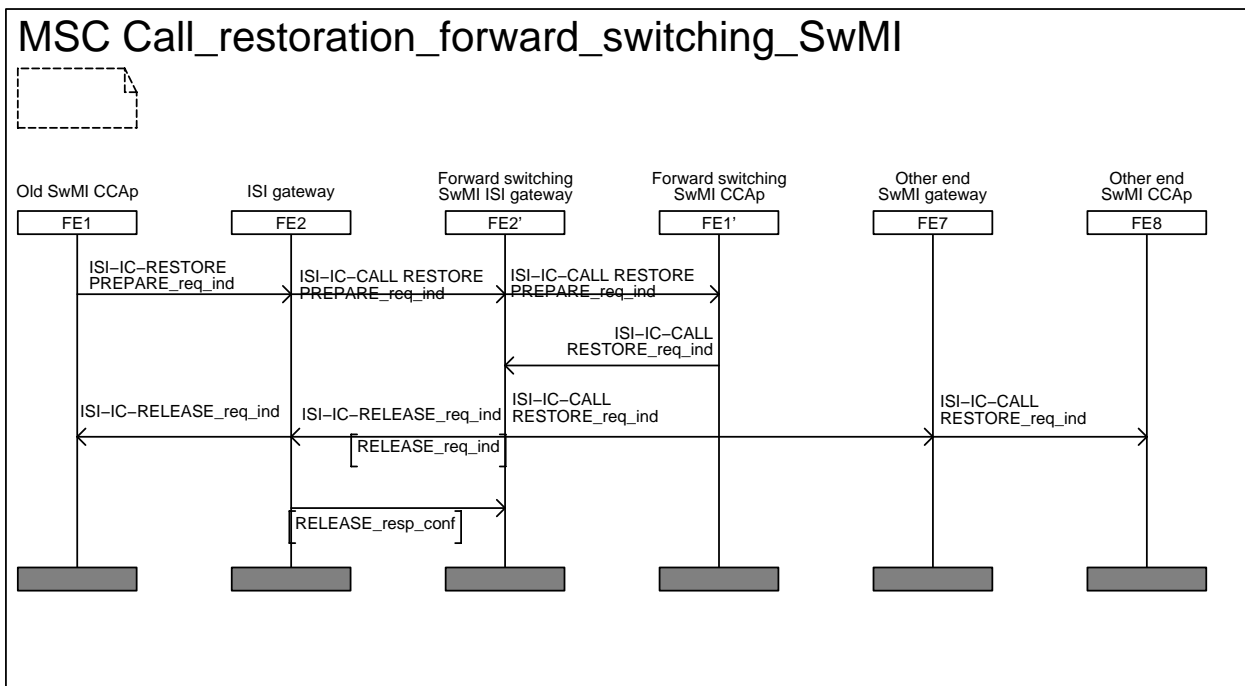 MSC Call_restoration_forward_switching_SwMI
Old SwMI CCAp
ISI gateway
Forward switching
SwMI ISI gateway
Forward switching
SwMI CCAp
Other end
SwMI gateway
Other end
SwMI CCAp
FE1
FE2
FE2'
FE1'
FE7
FE8
ISI−IC−RESTORE
PREPARE_req_ind
ISI−IC−CALL RESTORE
PREPARE_req_ind
ISI−IC−CALL RESTORE
PREPARE_req_ind
ISI−IC−CALL
RESTORE_req_ind
ISI−IC−RELEASE_req_ind
ISI−IC−RELEASE_req_ind
ISI−IC−CALL
RESTORE_req_ind
ISI−IC−CALL
RESTORE_req_ind
RELEASE_req_ind
RELEASE_resp_conf